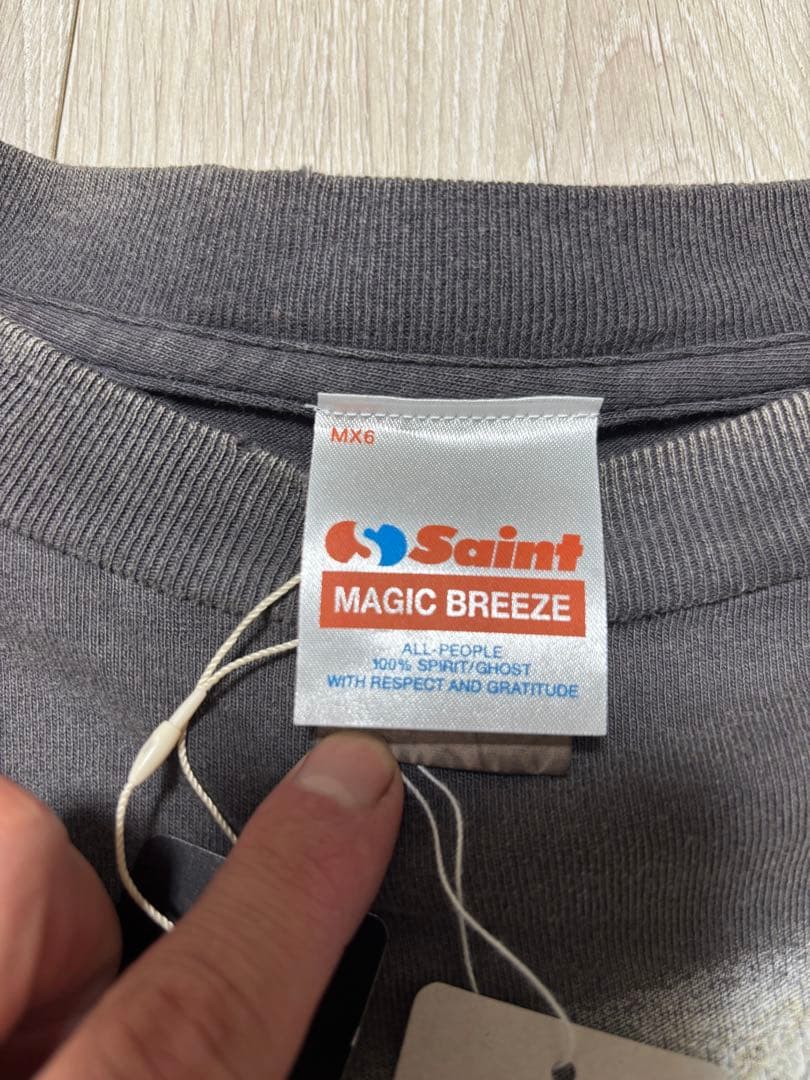 MX6
Saint
MAGIC BREEZE
ALL-PEOPLE
100% SPIRIT/GHOST
WITH RESPECT AND GRATITUDE